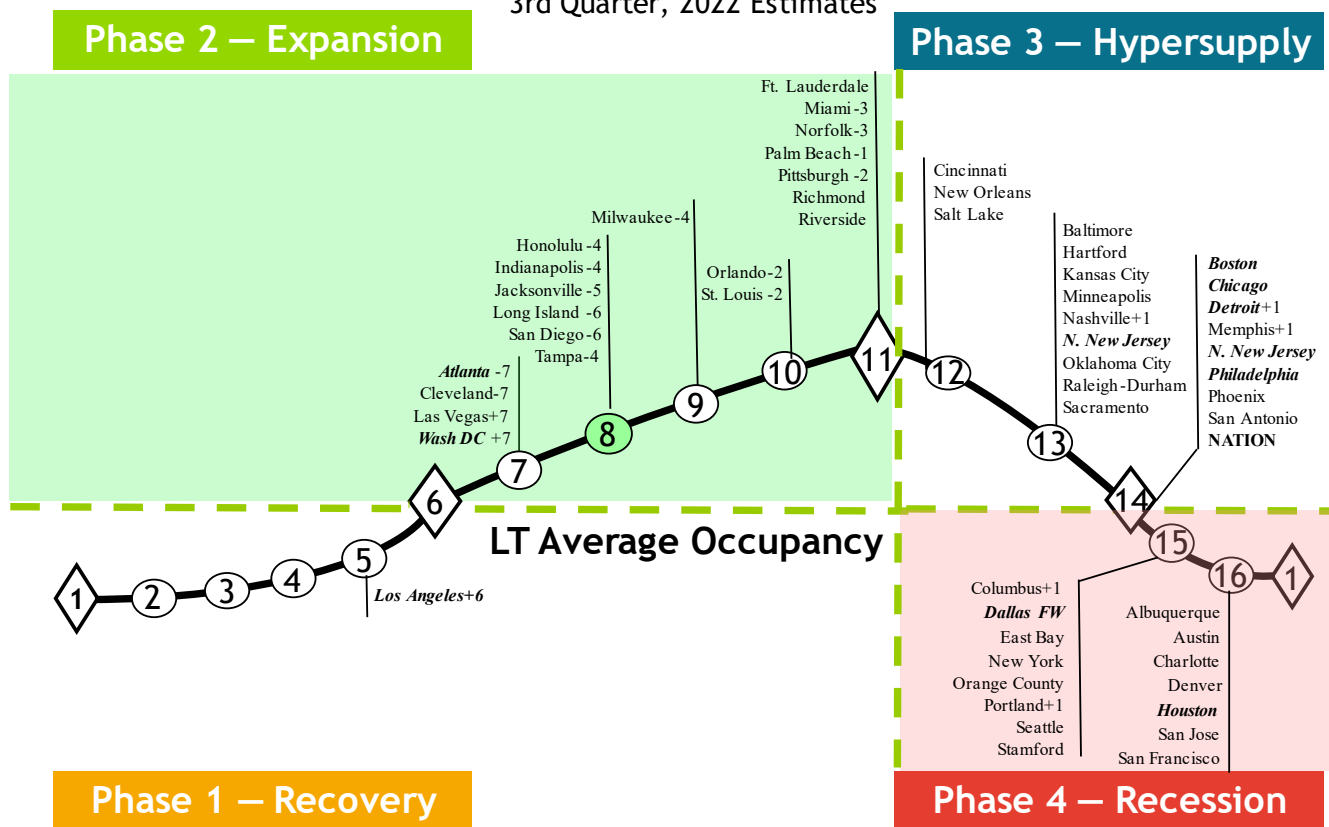 3rd Quarter, 2022 Estimates
Phase 2 — Expansion
Phase 3 — Hypersupply
Ft. Lauderdale
Miami-3
Norfolk-3
Palm Beach-1
Pittsburgh -2
Richmond
Riverside
Cincinnati
New Orleans
Salt Lake
Milwaukee-4
Honolulu-4
Indianapolis-4
Jacksonville-5
Long Island -6
San Diego-6
Tampa-4
Orlando-2
St. Louis -2
Baltimore
Hartford
Kansas City
Minneapolis
Nashville+1
N. New Jersey
Oklahoma City
Raleigh-Durham
Sacramento
Boston
Chicago
Detroit+1
Memphis+1
N. New Jersey
Philadelphia
Phoenix
San Antonio
NATION
Atlanta -7
Cleveland-7
Las Vegas+7
Wash DC +7
11
12
10
9
8
13
7
6
14
LT Average Occupancy
15
16
1
5
4
3
2
1
Los Angeles+6
Columbus+1
Dallas FW
East Bay
New York
Orange County
Portland+1
Seattle
Stamford
Albuquerque
Austin
Charlotte
Denver
Houston
San Jose
San Francisco
Phase 1 — Recovery
Phase 4 — Recession